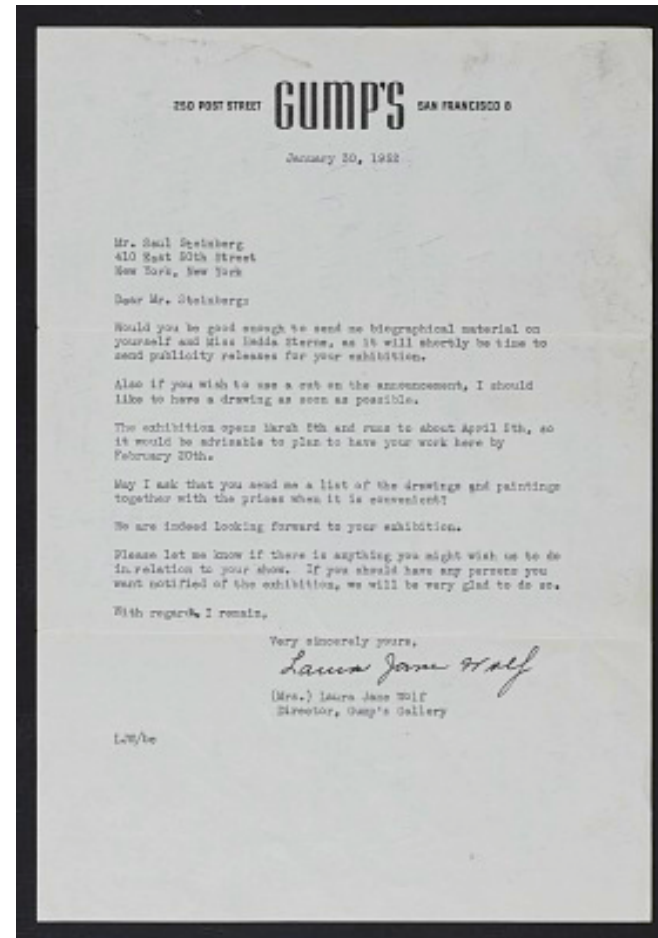 250 POST STREET GUMP'S SAN FRANCISCO 8
January 30, 1952
Mr. Saul Steinberg
410 East 50th Street
New York, New York
Dear Mr. Steinberg:
Would you be good enough to send me biographical material on
yourself and Miss Hedda Sterne, as it will shortly be time to
send publicity releases for your exhibition.
Also if you wish to use a cut on the announcement, I should
like to have a drawing as soon as possible.
The exhibition opens March 8th and runs to about April 5th, so
it would be advisable to plan to have your work here by
February 20th.
May I ask that you send me a list of the drawings and paintings
together with the prices when it is convenient?
We are indeed looking forward to your exhibition.
Please let me know if there is anything you might wish us to do
in relation to your show. If you should have any persons you
want notified of the exhibition, we will be very glad to do so.
With regards, I remain,
Very sincerely yours,
Laura Jane Wolf
(Mrs.) Laura Jane Wolf
Director, Gump's Gallery
LJW/be